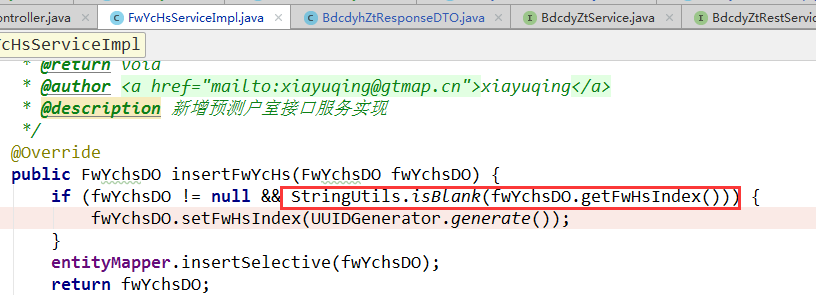 ontroller.java × FwYcHsServiceImpl.java × BdcdyhZtResponseDTO.java × BdcdyZtService.java × BdcdyZtRestServi
cHsServiceImpl
* @return void
* @author <a href="mailto:xiayuqing@gtmap.cn">xiayuqing</a>
* @description 新增预测户室接口服务实现
*/
@Override
public FwYchsDO insertFwYcHs(FwYchsDO fwYchsDO) {
if (fwYchsDO != null && StringUtils.isBlank(fwYchsDO.getFwHsIndex())) {
fwYchsDO.setFwHsIndex(UUIDGenerator.generate());
}
entityMapper.insertSelective(fwYchsDO);
return fwYchsDO;